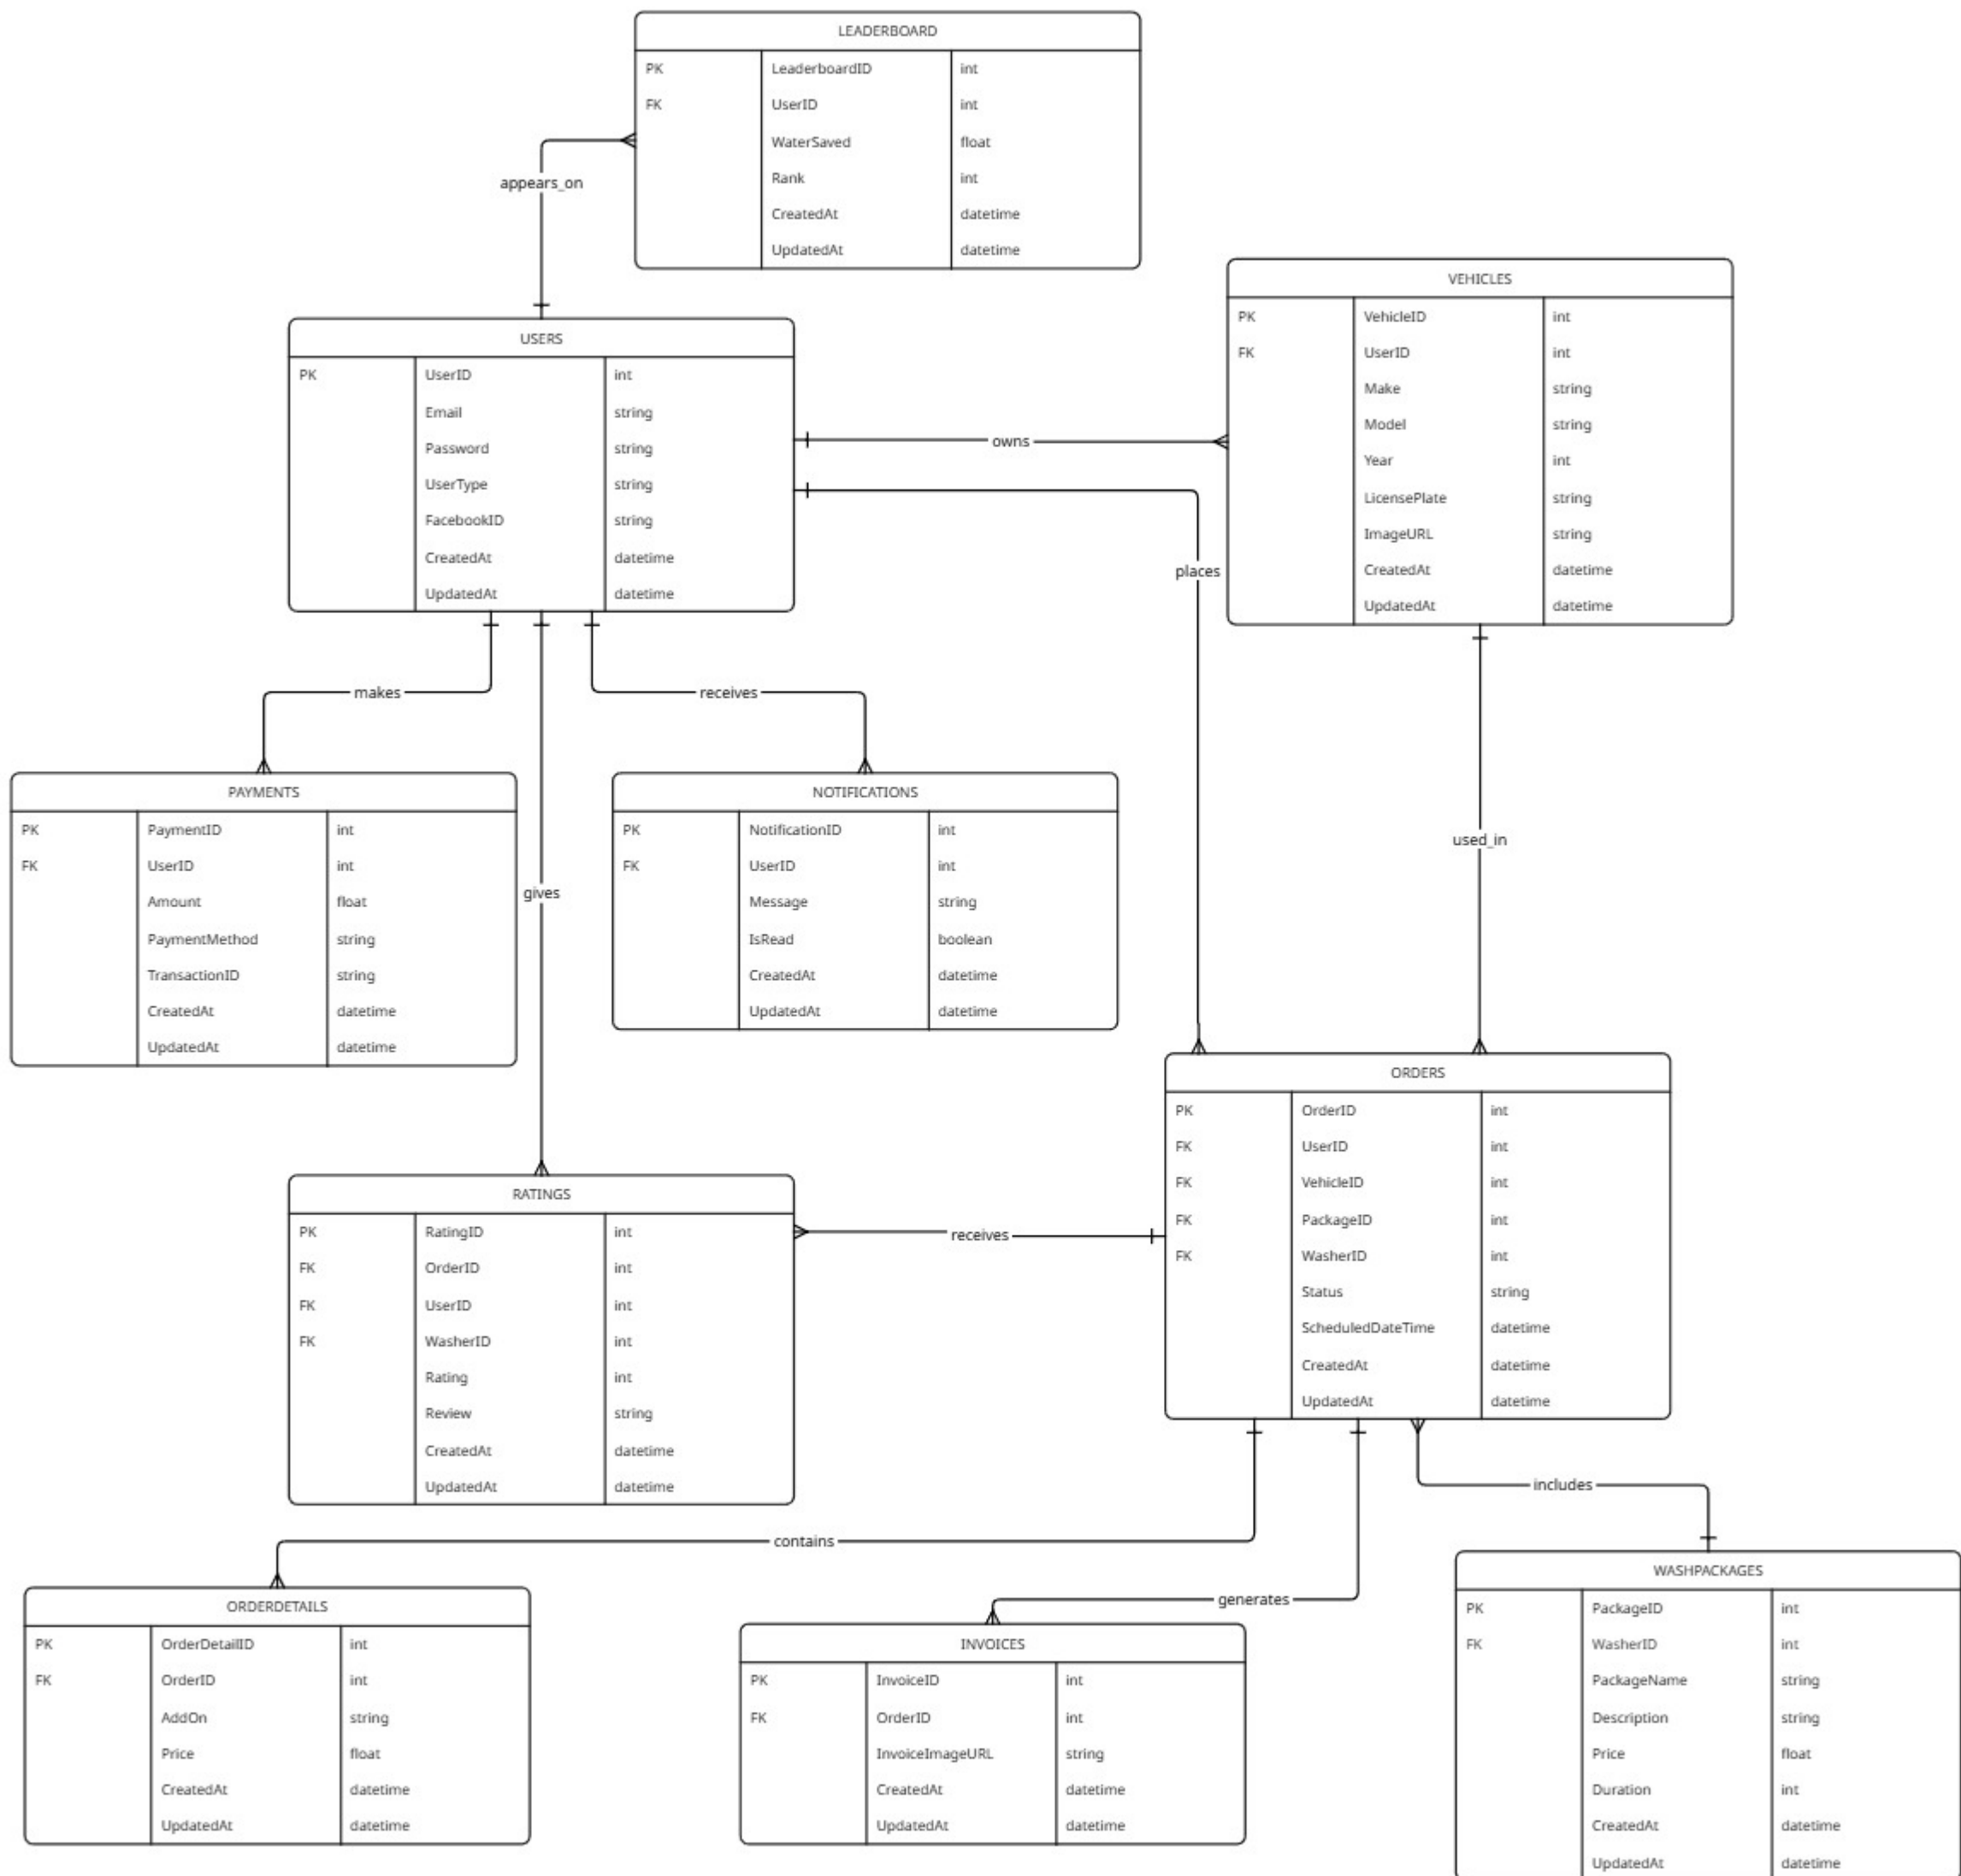 LEADERBOARD
PK LeaderboardID int
FK UserID int
WaterSaved float
Rank int
CreatedAt datetime
UpdatedAt datetime
appears_on
VEHICLES
PK VehicleID int
FK UserID int
Make string
Model string
Year int
LicensePlate string
ImageURL string
CreatedAt datetime
UpdatedAt datetime
USERS
PK UserID int
Email string
Password string
UserType string
FacebookID string
CreatedAt datetime
UpdatedAt datetime
owns
places
makes
receives
used_in
gives
PAYMENTS
PK PaymentID int
FK UserID int
Amount float
PaymentMethod string
TransactionID string
CreatedAt datetime
UpdatedAt datetime
NOTIFICATIONS
PK NotificationID int
FK UserID int
Message string
IsRead boolean
CreatedAt datetime
UpdatedAt datetime
ORDERS
PK OrderID int
FK UserID int
FK VehicleID int
FK PackageID int
FK WasherID int
Status string
ScheduledDateTime datetime
CreatedAt datetime
UpdatedAt datetime
RATINGS
PK RatingID int
FK OrderID int
FK UserID int
FK WasherID int
Rating int
Review string
CreatedAt datetime
UpdatedAt datetime
receives
includes
contains
generates
ORDERDETAILS
PK OrderDetailID int
FK OrderID int
AddOn string
Price float
CreatedAt datetime
UpdatedAt datetime
INVOICES
PK InvoiceID int
FK OrderID int
InvoiceImageURL string
CreatedAt datetime
UpdatedAt datetime
WASHPACKAGES
PK PackageID int
FK WasherID int
PackageName string
Description string
Price float
Duration int
CreatedAt datetime
UpdatedAt datetime